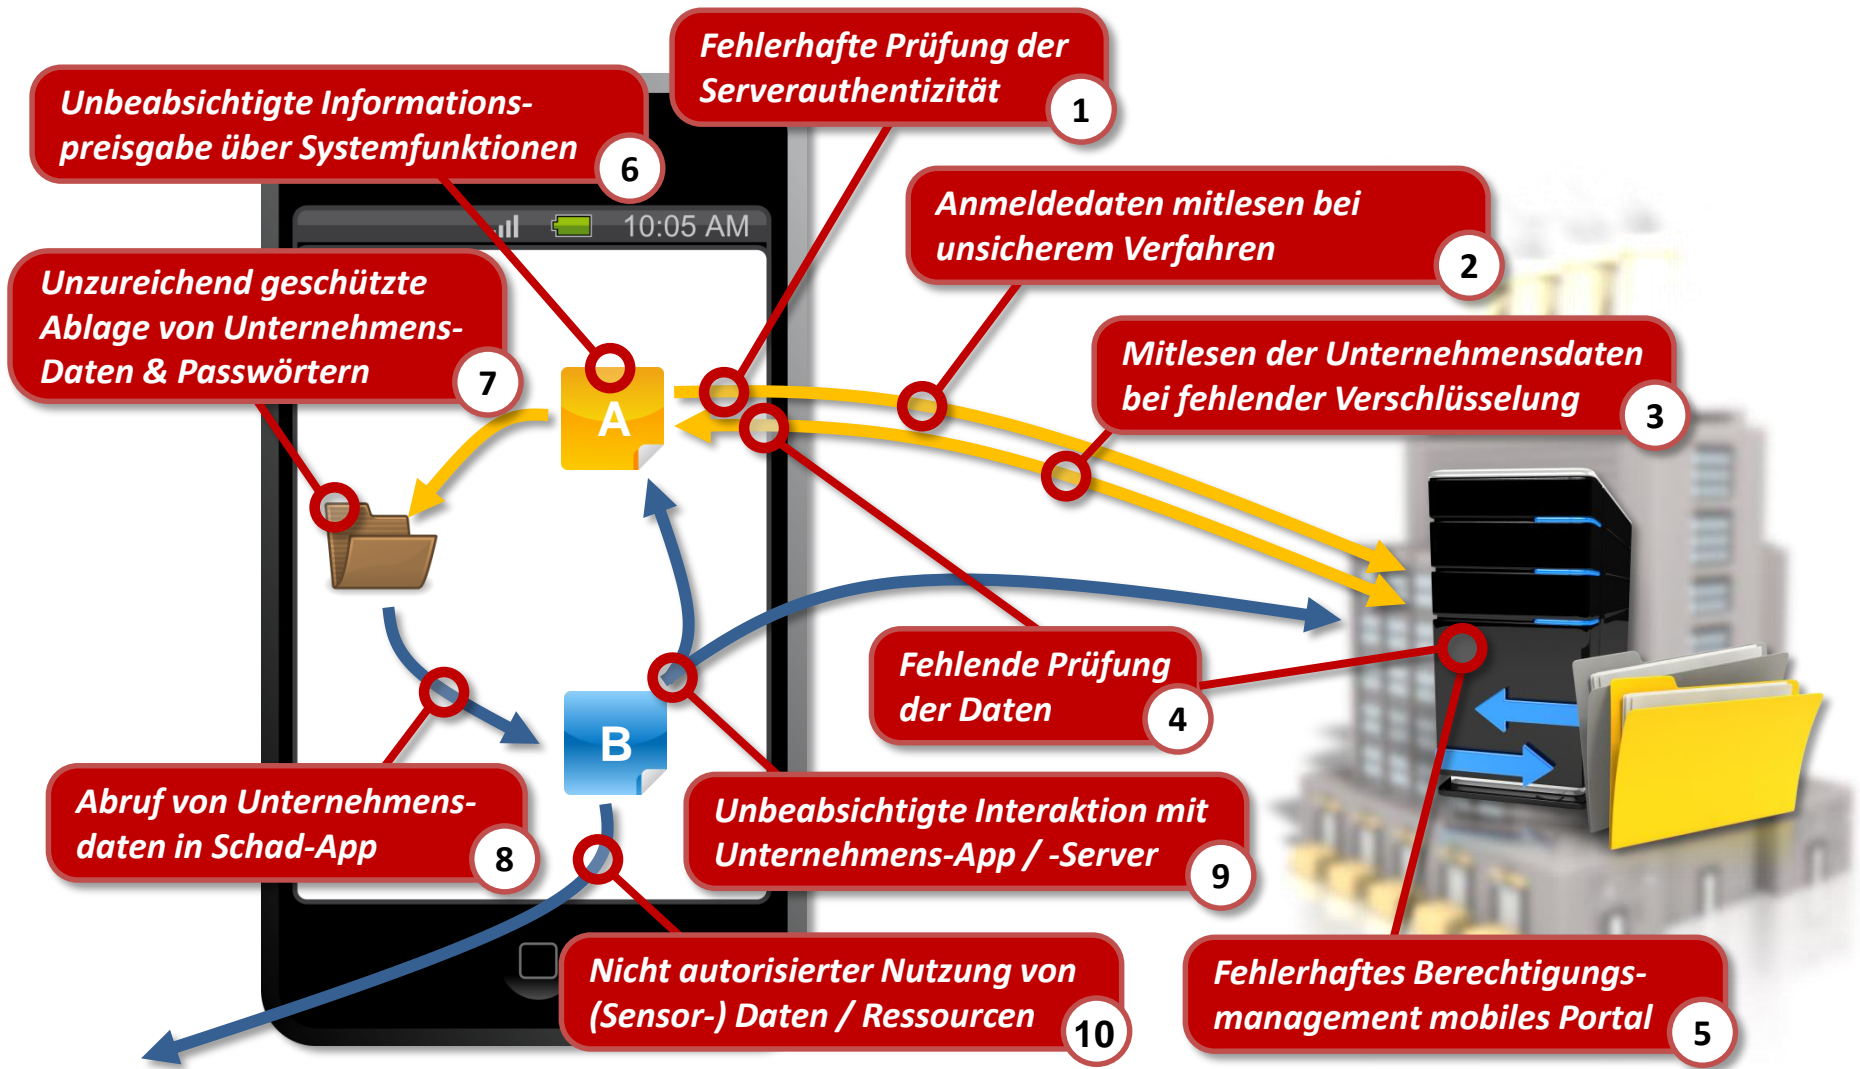 Fehlerhafte Prüfung der
Serverauthentizität
1
Unbeabsichtigte Informations-
preisgabe über Systemfunktionen
6
Anmeldedaten mitlesen bei
unsicherem Verfahren
2
10:05 AM
Unzureichend geschützte
Ablage von Unternehmens-
Daten & Passwörtern
7
Mitlesen der Unternehmensdaten
bei fehlender Verschlüsselung
3
A
Fehlende Prüfung
der Daten
4
B
Abruf von Unternehmens-
daten in Schad-App
8
Unbeabsichtigte Interaktion mit
Unternehmens-App / -Server
9
Nicht autorisierter Nutzung von
(Sensor-) Daten / Ressourcen
10
Fehlerhaftes Berechtigungs-
management mobiles Portal
5